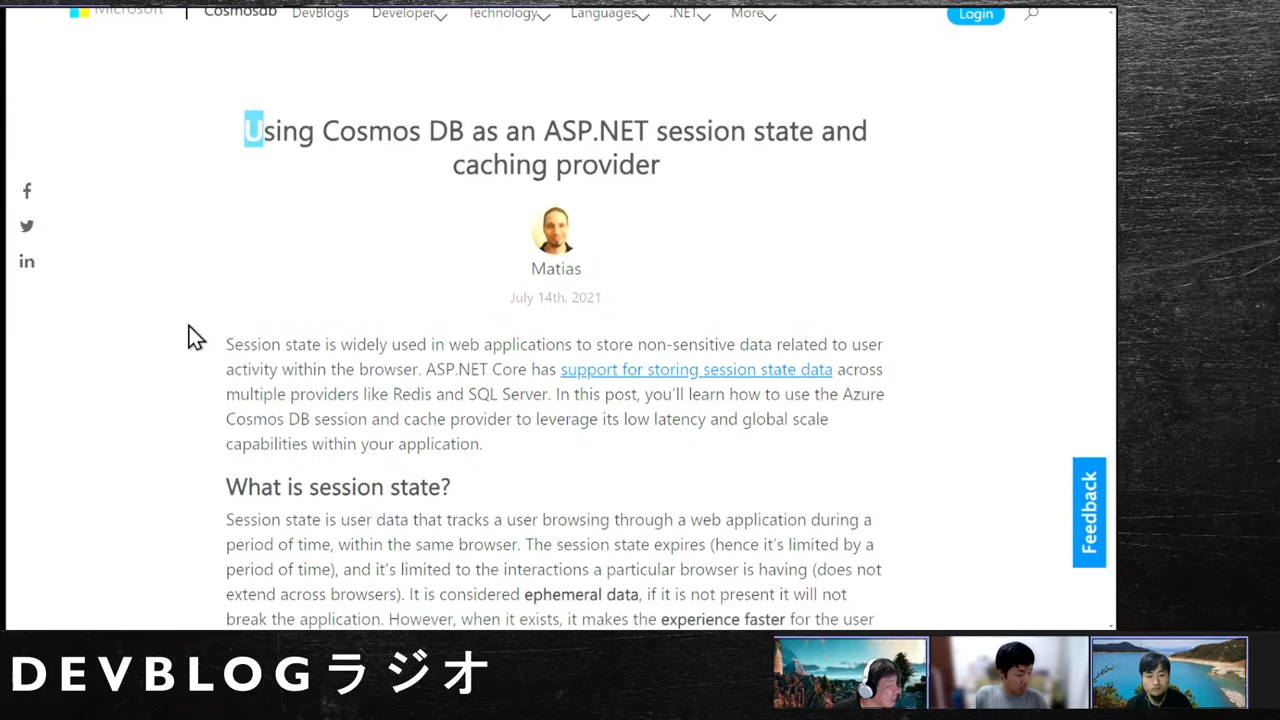 Microsoft
Cosmosdb DevBlogs Developer Technology Languages .NET More Login
Using Cosmos DB as an ASP.NET session state and
caching provider
Matias
July 14th, 2021
Session state is widely used in web applications to store non-sensitive data related to user
activity within the browser. ASP.NET Core has support for storing session state data across
multiple providers like Redis and SQL Server. In this post, you'll learn how to use the Azure
Cosmos DB session and cache provider to leverage its low latency and global scale
capabilities within your application.
What is session state?
Session state is user data that tracks a user browsing through a web application during a
period of time, within the same browser. The session state expires (hence it's limited by a
period of time), and it's limited to the interactions a particular browser is having (does not
extend across browsers). It is considered ephemeral data, if it is not present it will not
break the application. However, when it exists, it makes the experience faster for the user
Feedback
DEVBLOGラジオ